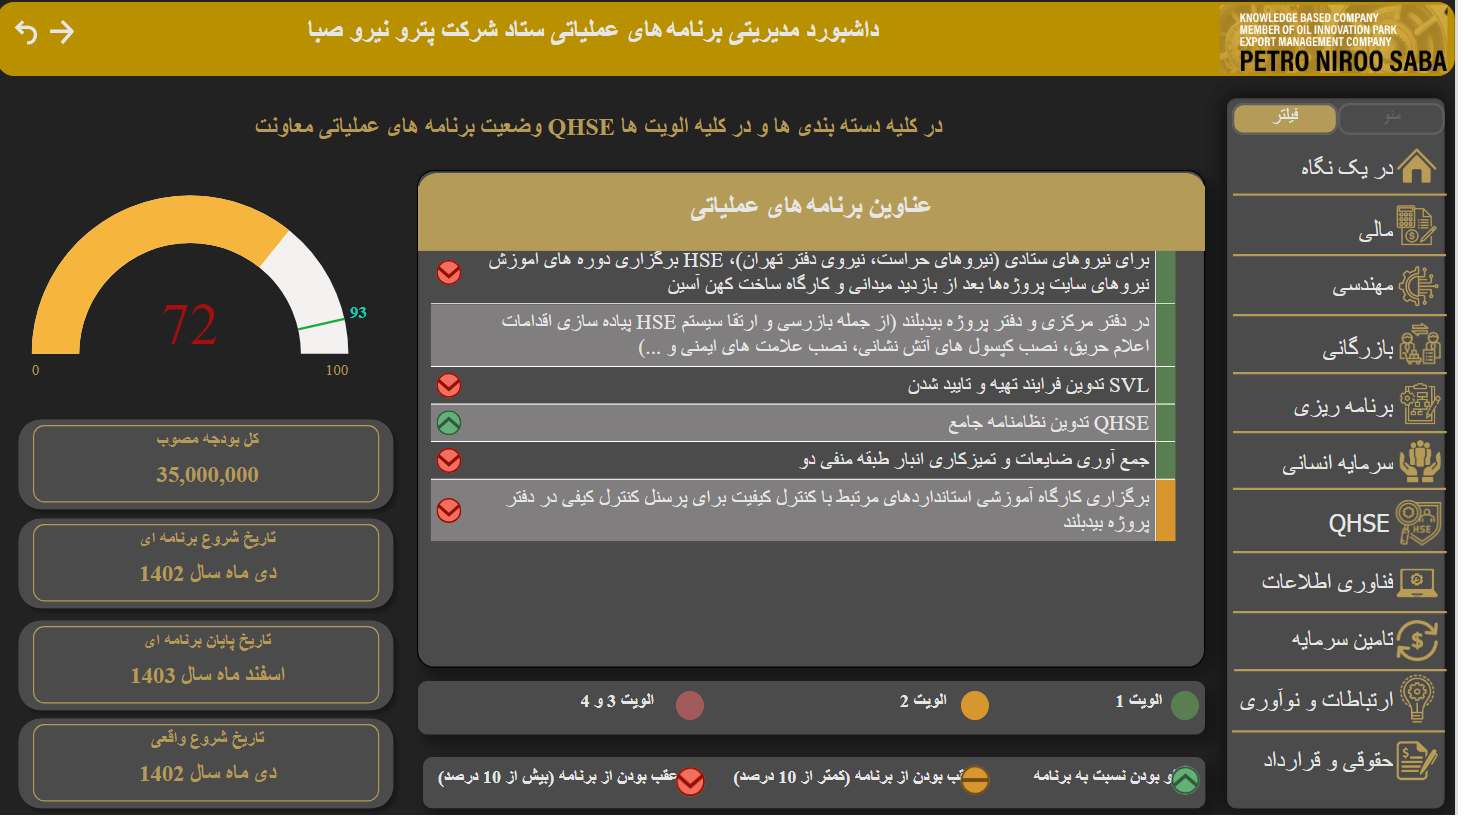 داشبورد مدیریتی برنامه های عملیاتی ستاد شرکت پترو نیرو صبا
KNOWLEDGE BASED COMPANY
MEMBER OF OIL INNOVATION PARK
EXPORT MANAGEMENT COMPANY
PETRO NIROO SABA
در کلیه دسته بندی ها و در کلیه الویت ها QHSE وضعیت برنامه های عملیاتی معاونت
منو
فیلتر
در یک نگاه
مالی
مهندسی
بازرگانی
برنامه ریزی
سرمایه انسانی
QHSE
HSE
فناوری اطلاعات
تامین سرمایه
ارتباطات و نوآوری
حقوقی و قرارداد
عناوین برنامه های عملیاتی
برای نیروهای ستادی (نیروهای حراست، نیروی دفتر تهران)، HSE برگزاری دوره های آموزش
نیروهای سایت پروژه‌ها بعد از بازدید میدانی و کارگاه ساخت کهن آسین
در دفتر مرکزی و دفتر پروژه بیدبلند (از جمله بازرسی و ارتقا سیستم HSE پیاده سازی اقدامات
اعلام حریق، نصب کپسول های آتش نشانی، نصب علامت های ایمنی و ...)
SVL تدوین فرایند تهیه و تایید شدن
QHSE تدوین نظامنامه جامع
جمع آوری ضایعات و تمیزکاری انبار طبقه منفی دو
برگزاری کارگاه آموزشی استانداردهای مرتبط با کنترل کیفیت برای پرسنل کنترل کیفی در دفتر
پروژه بیدبلند
الویت 1
الویت 2
الویت 3 و 4
و بودن نسبت به برنامه
ب بودن از برنامه (کمتر از 10 درصد)
عقب بودن از برنامه (بیش از 10 درصد)
72
93
0
100
کل بودجه مصوب
35,000,000
تاریخ شروع برنامه ای
دی ماه سال 1402
تاریخ پایان برنامه ای
اسفند ماه سال 1403
تاریخ شروع واقعی
دی ماه سال 1402